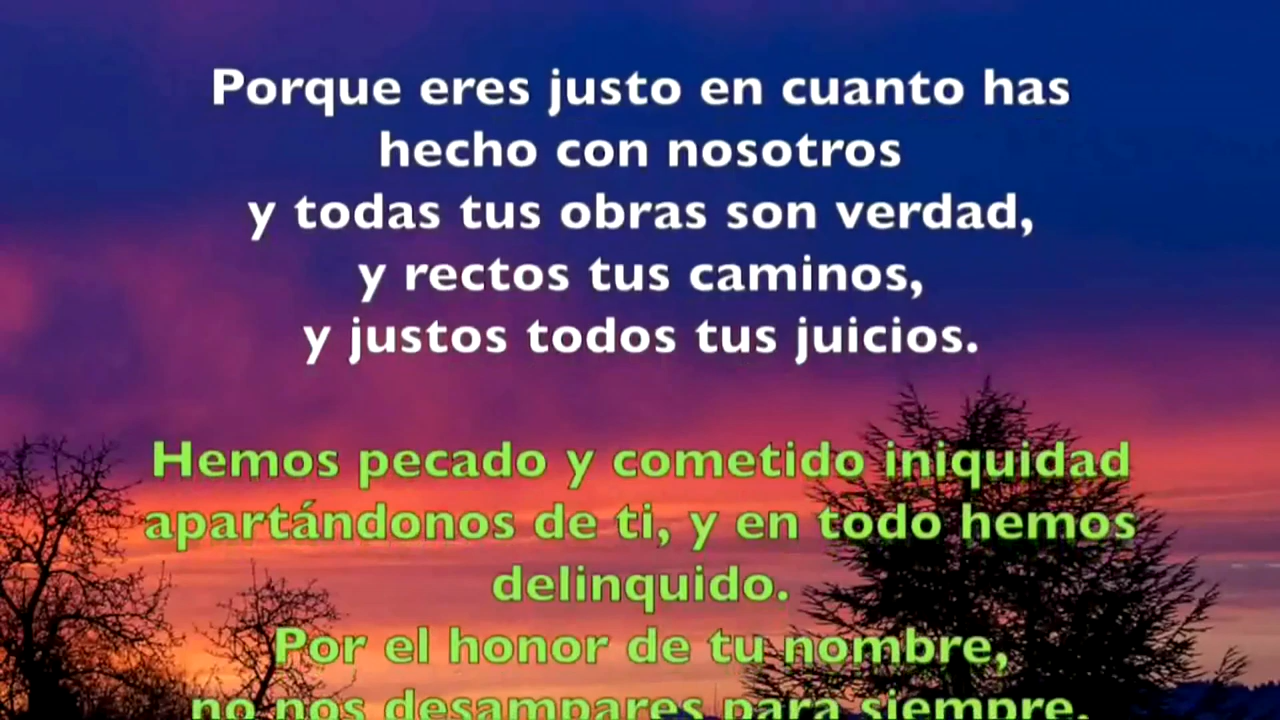 Porque eres justo en cuanto has
hecho con nosotros
y todas tus obras son verdad,
y rectos tus caminos,
y justos todos tus juicios.
Hemos pecado y cometido iniquidad
apartándonos de ti, y en todo hemos
delinquido.
Por el honor de tu nombre,
no nos desampares para siempre,